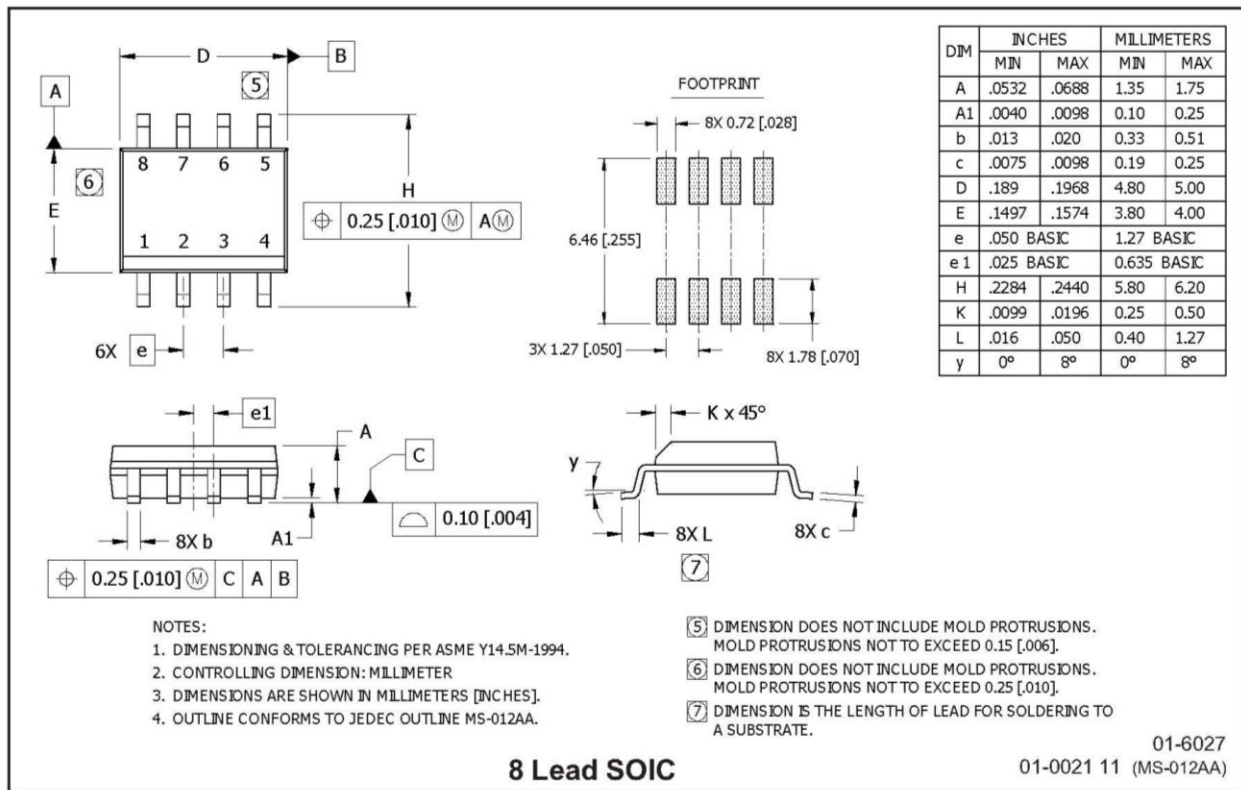 D
B
5
A
8 7 6 5
6
E
H
⌖ 0.25 [.010] Ⓜ A Ⓜ
1 2 3 4
6X e
FOOTPRINT
8X 0.72 [.028]
6.46 [.255]
3X 1.27 [.050]
8X 1.78 [.070]
DIM INCHES MILLIMETERS
MIN MAX MIN MAX
A .0532 .0688 1.35 1.75
A1 .0040 .0098 0.10 0.25
b .013 .020 0.33 0.51
c .0075 .0098 0.19 0.25
D .189 .1968 4.80 5.00
E .1497 .1574 3.80 4.00
e .050 BASIC 1.27 BASIC
e 1 .025 BASIC 0.635 BASIC
H .2284 .2440 5.80 6.20
K .0099 .0196 0.25 0.50
L .016 .050 0.40 1.27
y 0° 8° 0° 8°
e1
A
C
0.10 [.004]
A1
8X b
⌖ 0.25 [.010] Ⓜ C A B
K x 45°
y
8X L
8X c
7
NOTES:
1. DIMENSIONING & TOLERANCING PER ASME Y14.5M-1994.
2. CONTROLLING DIMENSION: MILLIMETER
3. DIMENSIONS ARE SHOWN IN MILLIMETERS [INCHES].
4. OUTLINE CONFORMS TO JEDEC OUTLINE MS-012AA.
5 DIMENSION DOES NOT INCLUDE MOLD PROTRUSIONS.
MOLD PROTRUSIONS NOT TO EXCEED 0.15 [.006].
6 DIMENSION DOES NOT INCLUDE MOLD PROTRUSIONS.
MOLD PROTRUSIONS NOT TO EXCEED 0.25 [.010].
7 DIMENSION IS THE LENGTH OF LEAD FOR SOLDERING TO
A SUBSTRATE.
8 Lead SOIC
01-6027
01-0021 11 (MS-012AA)